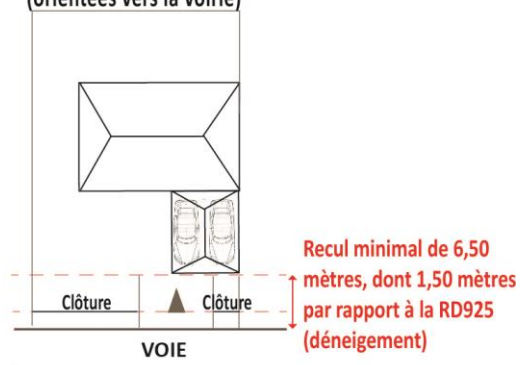 (orientées vers la voirie)
Recul minimal de 6,50
mètres, dont 1,50 mètres
par rapport à la RD925
(déneigement)
Clôture
Clôture
VOIE